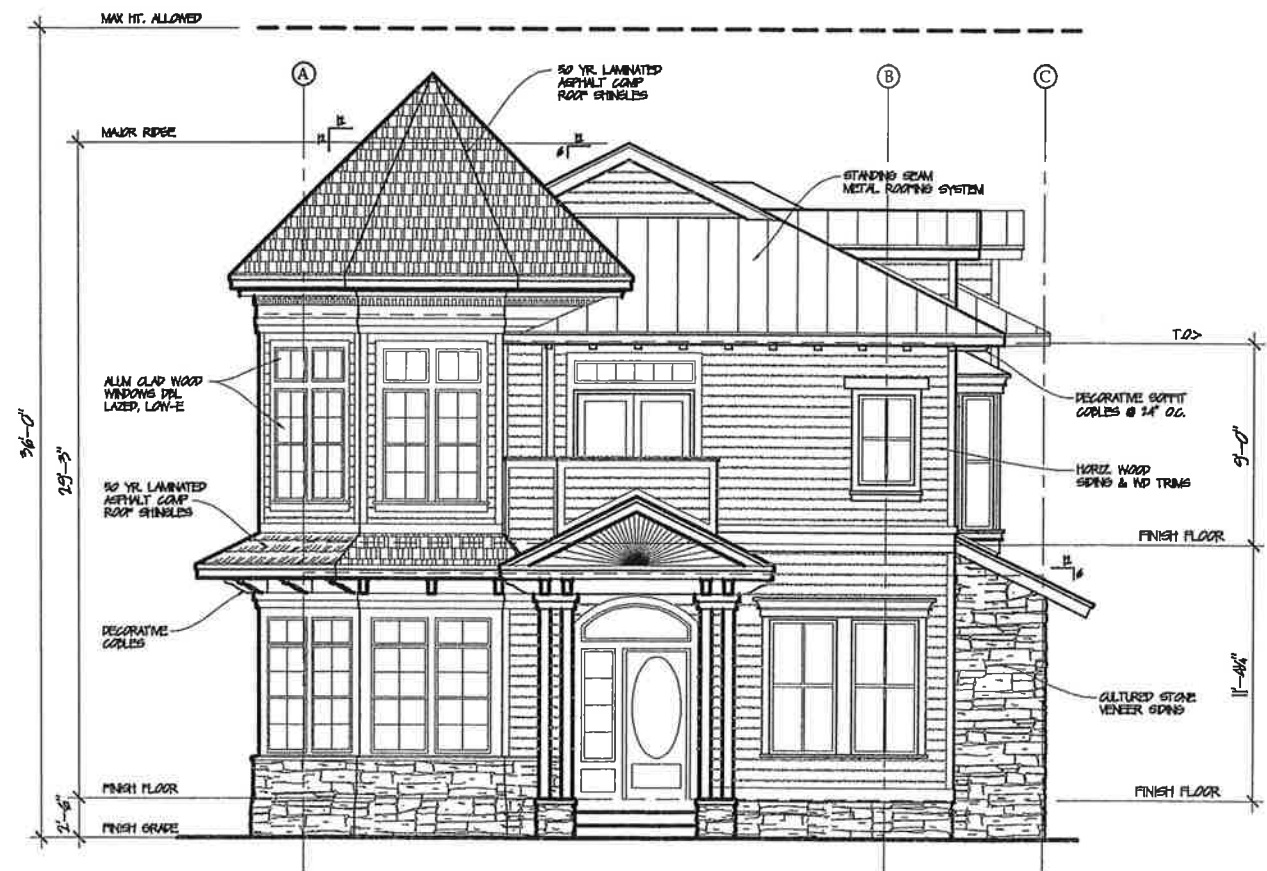 MAX HT. ALLOWED
A
B
C
50 YR. LAMINATED
ASPHALT COMP
ROOF SHINGLES
MAJOR RIDGE
12
12
12
6
STANDING SEAM
METAL ROOFING SYSTEM
T.O.
ALUM CLAD WOOD
WINDOWS DBL
LAZED, LOW-E
DECORATIVE SOFFIT
COBLES @ 24" O.C.
36'-0"
29'-3"
9'-0"
HORIZ. WOOD
SIDING & WD TRIMS
50 YR. LAMINATED
ASPHALT COMP
ROOF SHINGLES
FINISH FLOOR
12
6
DECORATIVE
COBLES
11'-4¼"
CULTURED STONE
VENEER SIDING
FINISH FLOOR
FINISH FLOOR
2'-6"
FINISH GRADE